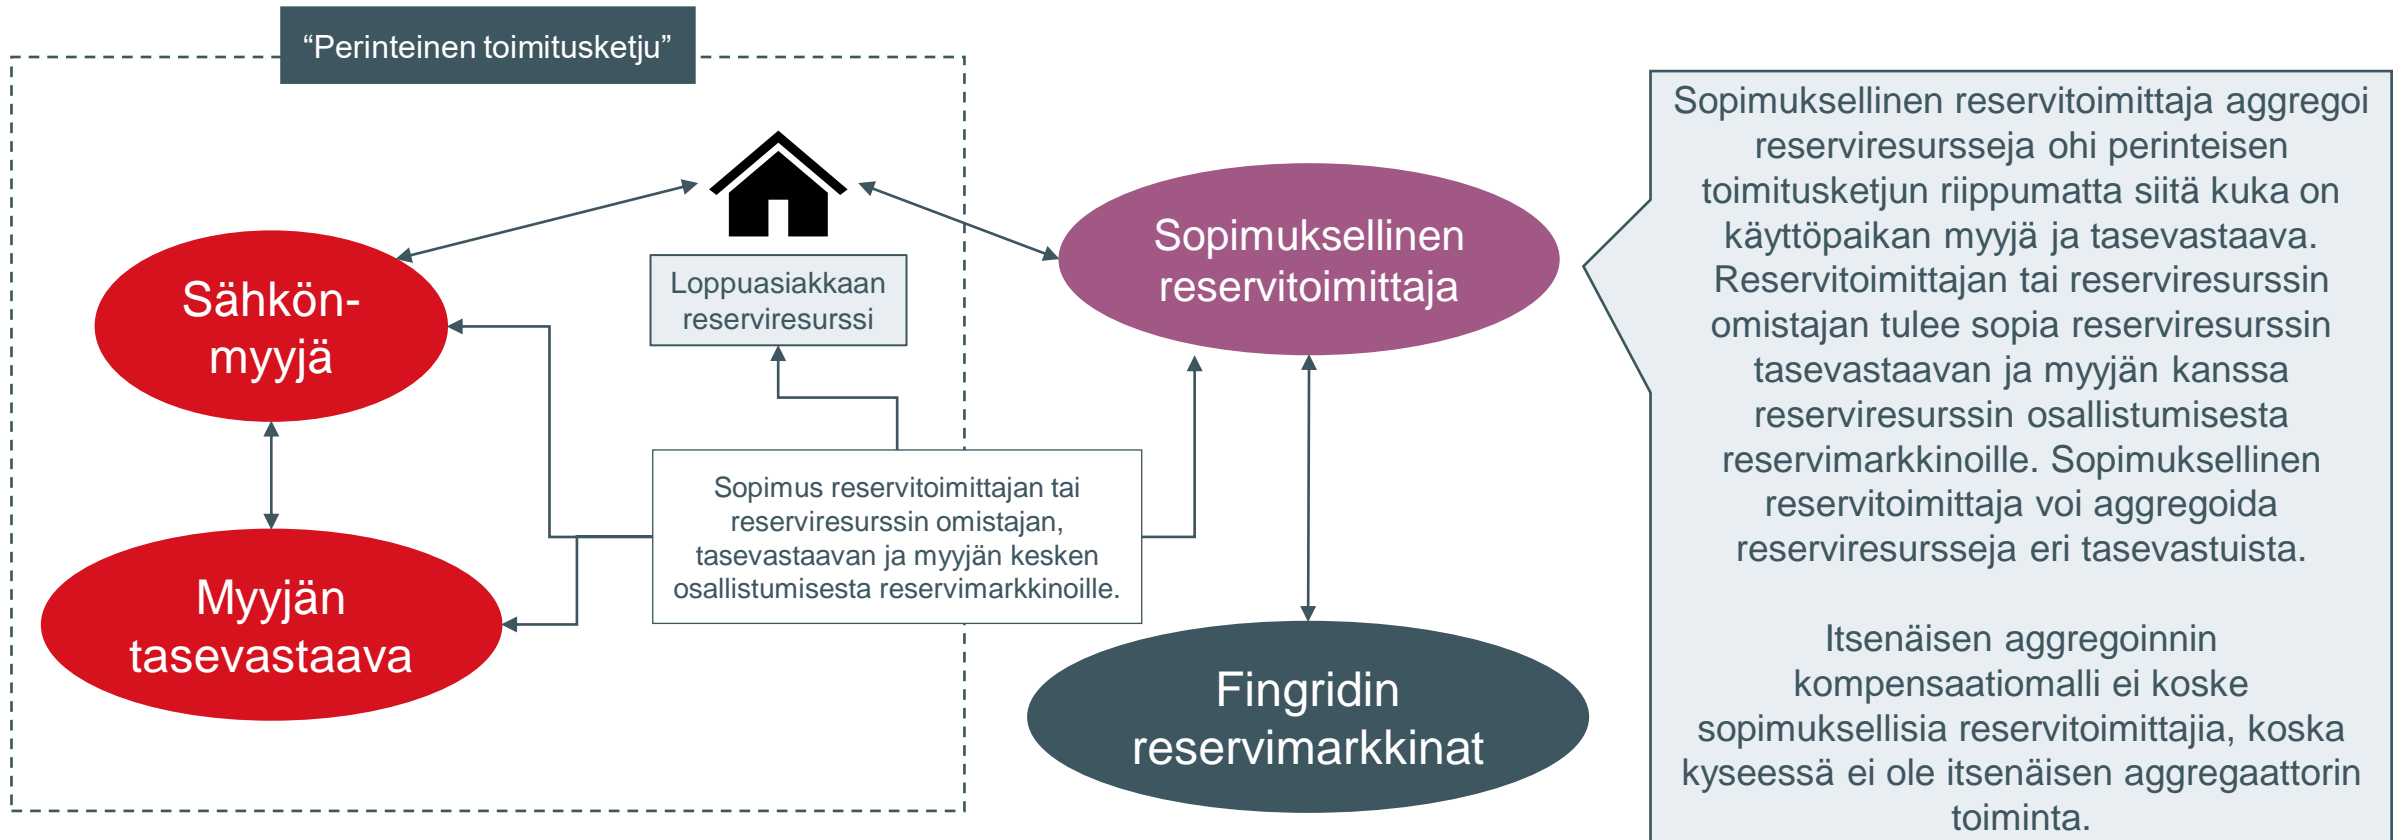 “Perinteinen toimitusketju”
Loppuasiakkaan
reserviresurssi
Sähkön-
myyjä
Myyjän
tasevastaava
Sopimus reservitoimittajan tai
reserviresurssin omistajan,
tasevastaavan ja myyjän kesken
osallistumisesta reservimarkkinoille.
Sopimuksellinen
reservitoimittaja
Fingridin
reservimarkkinat
Sopimuksellinen reservitoimittaja aggregoi
reserviresursseja ohi perinteisen
toimitusketjun riippumatta siitä kuka on
käyttöpaikan myyjä ja tasevastaava.
Reservitoimittajan tai reserviresurssin
omistajan tulee sopia reserviresurssin
tasevastaavan ja myyjän kanssa
reserviresurssin osallistumisesta
reservimarkkinoille. Sopimuksellinen
reservitoimittaja voi aggregoida
reserviresursseja eri tasevastuista.
Itsenäisen aggregoinnin
kompensaatiomalli ei koske
sopimuksellisia reservitoimittajia, koska
kyseessä ei ole itsenäisen aggregaattorin
toiminta.